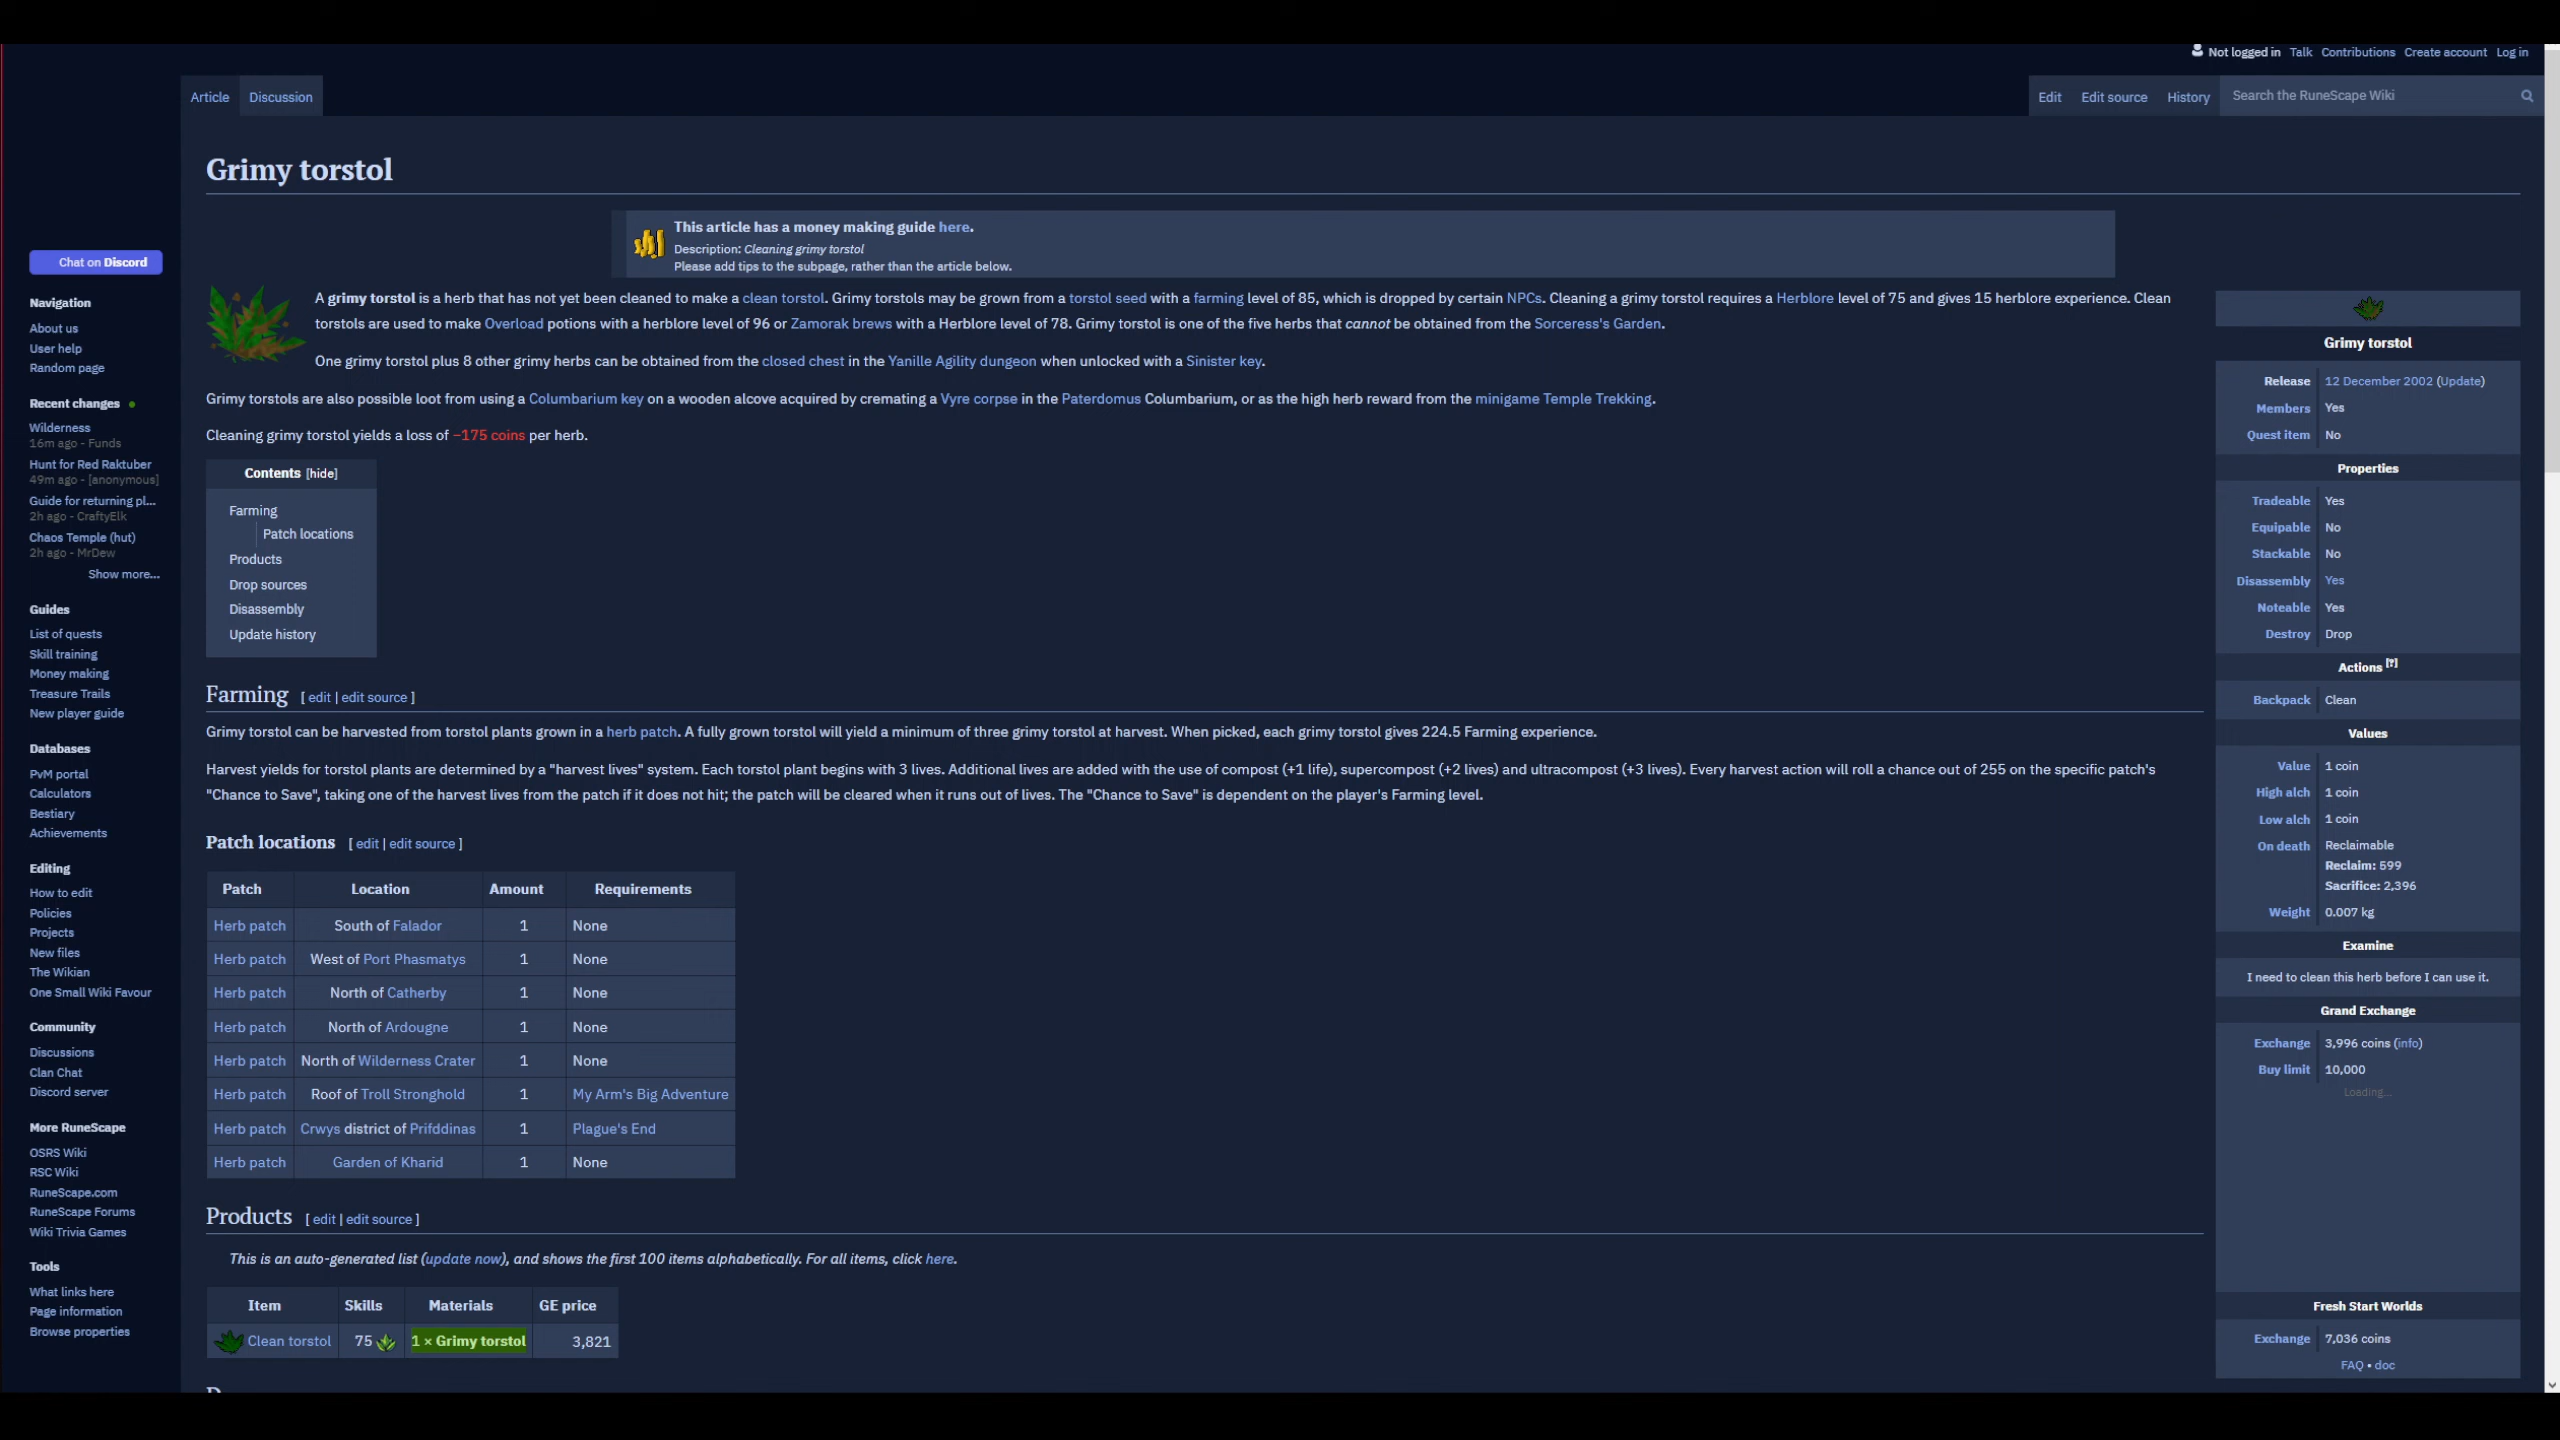 Not logged in Talk Contributions Create account Log in
Article Discussion Edit Edit source History Search the RuneScape Wiki
Grimy torstol
This article has a money making guide here.
Description: Cleaning grimy torstol
Please add tips to the subpage, rather than the article below.
A grimy torstol is a herb that has not yet been cleaned to make a clean torstol. Grimy torstols may be grown from a torstol seed with a farming level of 85, which is dropped by certain NPCs. Cleaning a grimy torstol requires a Herblore level of 75 and gives 15 herblore experience. Clean
torstols are used to make Overload potions with a herblore level of 96 or Zamorak brews with a Herblore level of 78. Grimy torstol is one of the five herbs that cannot be obtained from the Sorceress's Garden.
One grimy torstol plus 8 other grimy herbs can be obtained from the closed chest in the Yanille Agility dungeon when unlocked with a Sinister key.
Grimy torstols are also possible loot from using a Columbarium key on a wooden alcove acquired by cremating a Vyre corpse in the Paterdomus Columbarium, or as the high herb reward from the minigame Temple Trekking.
Cleaning grimy torstol yields a loss of −175 coins per herb.
Contents [hide]
Farming
Patch locations
Products
Drop sources
Disassembly
Update history
Farming [ edit | edit source ]
Grimy torstol can be harvested from torstol plants grown in a herb patch. A fully grown torstol will yield a minimum of three grimy torstol at harvest. When picked, each grimy torstol gives 224.5 Farming experience.
Harvest yields for torstol plants are determined by a "harvest lives" system. Each torstol plant begins with 3 lives. Additional lives are added with the use of compost (+1 life), supercompost (+2 lives) and ultracompost (+3 lives). Every harvest action will roll a chance out of 255 on the specific patch's
"Chance to Save", taking one of the harvest lives from the patch if it does not hit; the patch will be cleared when it runs out of lives. The "Chance to Save" is dependent on the player's Farming level.
Patch locations [ edit | edit source ]
Patch Location Amount Requirements
Herb patch South of Falador 1 None
Herb patch West of Port Phasmatys 1 None
Herb patch North of Catherby 1 None
Herb patch North of Ardougne 1 None
Herb patch North of Wilderness Crater 1 None
Herb patch Roof of Troll Stronghold 1 My Arm's Big Adventure
Herb patch Crwys district of Prifddinas 1 Plague's End
Herb patch Garden of Kharid 1 None
Products [ edit | edit source ]
This is an auto-generated list (update now), and shows the first 100 items alphabetically. For all items, click here.
Item Skills Materials GE price
Clean torstol 75 1 × Grimy torstol 3,821
Chat on Discord
Navigation
About us
User help
Random page
Recent changes
Wilderness
16m ago - Funds
Hunt for Red Raktuber
49m ago - [anonymous]
Guide for returning pl...
2h ago - CraftyElk
Chaos Temple (hut)
2h ago - MrDew
Show more...
Guides
List of quests
Skill training
Money making
Treasure Trails
New player guide
Databases
PvM portal
Calculators
Bestiary
Achievements
Editing
How to edit
Policies
Projects
New files
The Wikian
One Small Wiki Favour
Community
Discussions
Clan Chat
Discord server
More RuneScape
OSRS Wiki
RSC Wiki
RuneScape.com
RuneScape Forums
Wiki Trivia Games
Tools
What links here
Page information
Browse properties
Grimy torstol
Release 12 December 2002 (Update)
Members Yes
Quest item No
Properties
Tradeable Yes
Equipable No
Stackable No
Disassembly Yes
Noteable Yes
Destroy Drop
Actions [?]
Backpack Clean
Values
Value 1 coin
High alch 1 coin
Low alch 1 coin
On death Reclaimable
Reclaim: 599
Sacrifice: 2,396
Weight 0.007 kg
Examine
I need to clean this herb before I can use it.
Grand Exchange
Exchange 3,996 coins (info)
Buy limit 10,000
Loading...
Fresh Start Worlds
Exchange 7,036 coins
FAQ • doc